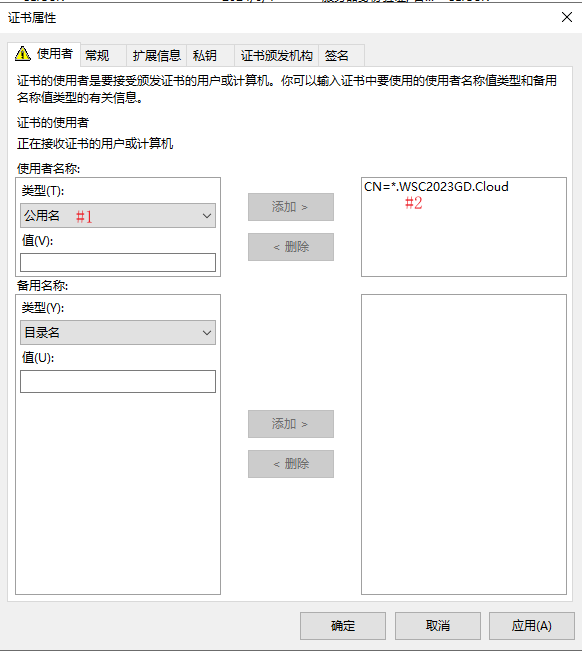 证书属性
使用者 常规 扩展信息 私钥 证书颁发机构 签名
证书的使用者是要接受颁发证书的用户或计算机。你可以输入证书中要使用的使用者名称值类型和备用
名称值类型的有关信息。
证书的使用者
正在接收证书的用户或计算机
使用者名称:
类型(T):
公用名 #1
值(V):
添加 >
< 删除
CN=*.WSC2023GD.Cloud
#2
备用名称:
类型(Y):
目录名
值(U):
添加 >
< 删除
确定 取消 应用(A)